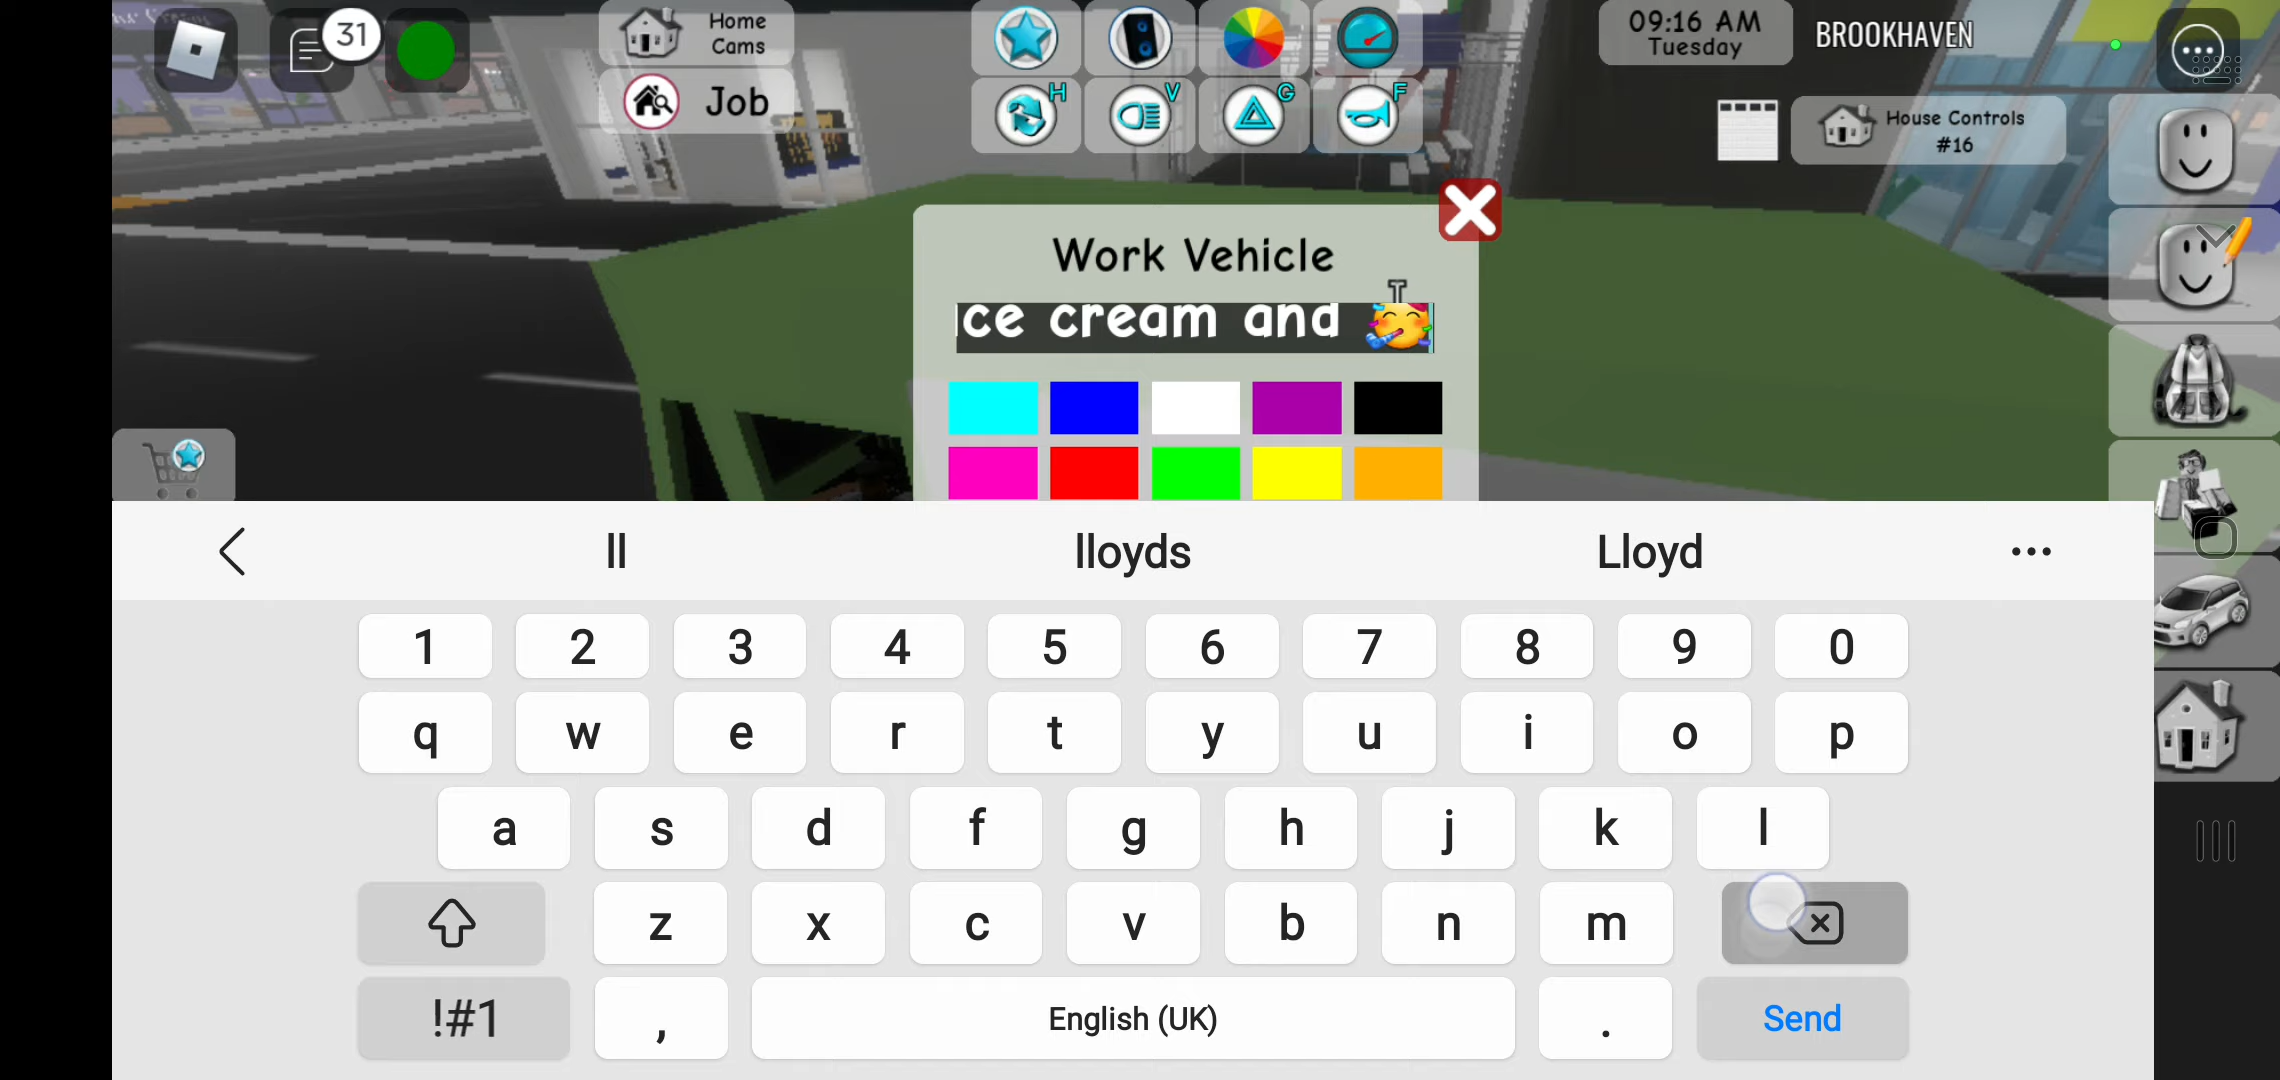 31
Home
Cams
Job
H
V
G
F
09:16 AM
Tuesday
BROOKHAVEN
House Controls
#16
Work Vehicle
ce cream and 🥳
ll
lloyds
Lloyd
1 2 3 4 5 6 7 8 9 0
q w e r t y u i o p
a s d f g h j k l
z x c v b n m
!#1 , English (UK) . Send